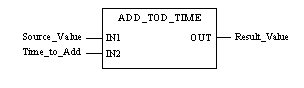 ADD_TOD_TIME
Source_Value IN1 OUT Result_Value
Time_to_Add IN2